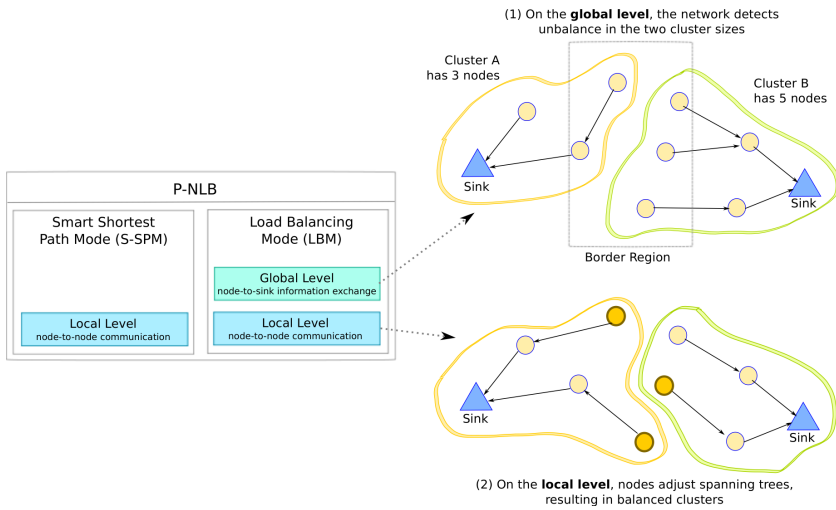 (1) On the global level, the network detects
unbalance in the two cluster sizes
Cluster A
has 3 nodes
Cluster B
has 5 nodes
Sink
Sink
Border Region
P-NLB
Smart Shortest
Path Mode (S-SPM)
Load Balancing
Mode (LBM)
Global Level
node-to-sink information exchange
Local Level
node-to-node communication
Local Level
node-to-node communication
Sink
Sink
(2) On the local level, nodes adjust spanning trees,
resulting in balanced clusters